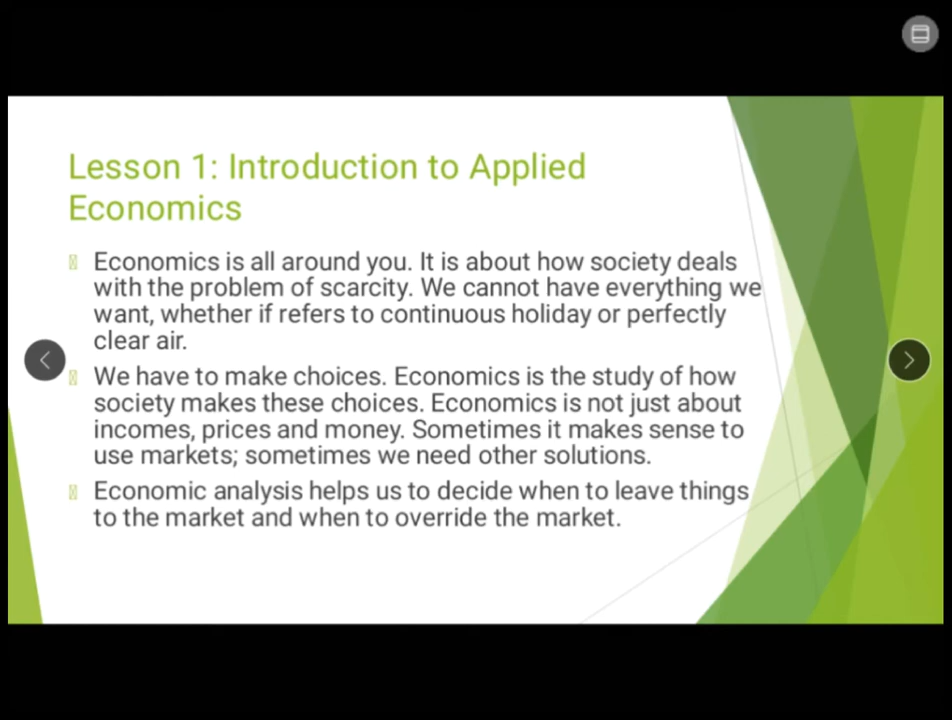 Lesson 1: Introduction to Applied
Economics
Economics is all around you. It is about how society deals
with the problem of scarcity. We cannot have everything we
want, whether if refers to continuous holiday or perfectly
clear air.
We have to make choices. Economics is the study of how
society makes these choices. Economics is not just about
incomes, prices and money. Sometimes it makes sense to
use markets; sometimes we need other solutions.
Economic analysis helps us to decide when to leave things
to the market and when to override the market.